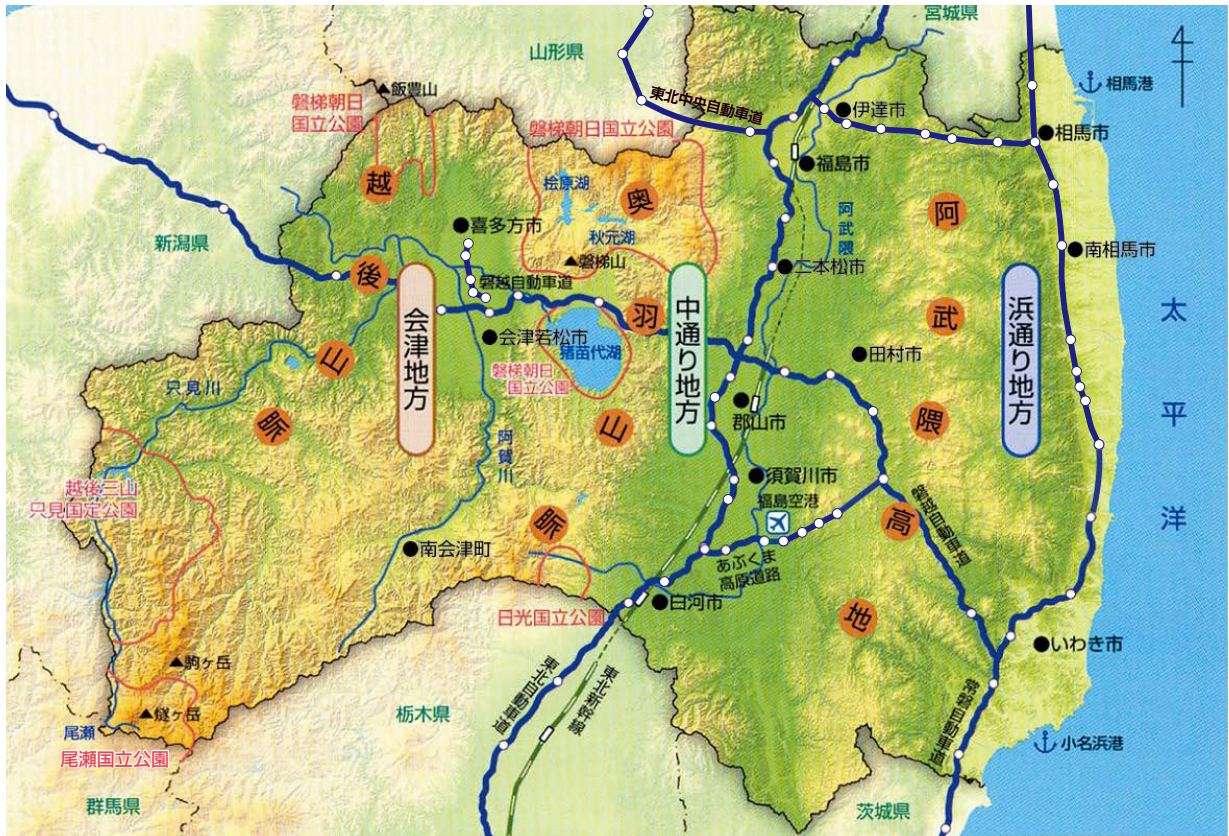 宮城県
山形県
相馬港
飯豊山
磐梯朝日
国立公園
東北中央自動車道
伊達市
磐梯朝日国立公園
相馬市
福島市
越
桧原湖
奥
阿
阿武隈
喜多方市
秋元湖
新潟県
南相馬市
磐梯山
二本松市
後
磐越自動車道
会津地方
中通り地方
浜通り地方
羽
武
太平洋
会津若松市
猪苗代湖
山
田村市
磐梯朝日
国立公園
只見川
郡山市
脈
山
隈
阿賀川
須賀川市
越後三山
只見国定公園
福島空港
磐越自動車道
脈
高
南会津町
あぶくま
高原道路
白河市
日光国立公園
地
いわき市
駒ヶ岳
東北自動車道
東北新幹線
燧ヶ岳
栃木県
常磐自動車道
尾瀬
小名浜港
尾瀬国立公園
群馬県
茨城県